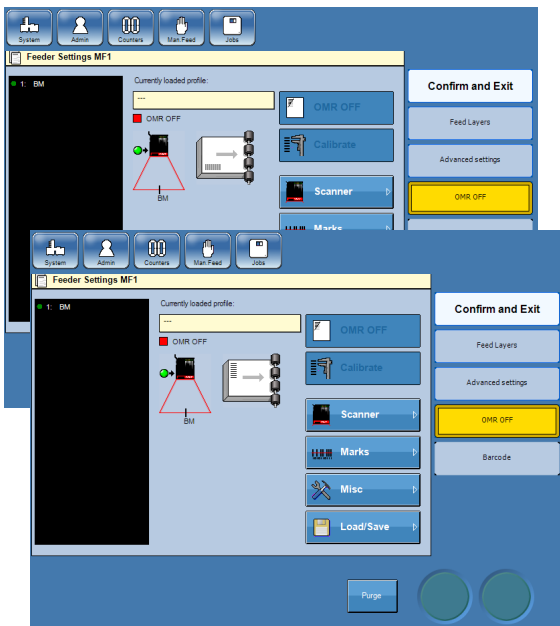 System Admin Counters Man.Feed Jobs
Feeder Settings MF1
1: BM
Currently loaded profile:
---
OMR OFF
BM
OMR OFF
Calibrate
Scanner
Marks
Confirm and Exit
Feed Layers
Advanced settings
OMR OFF
System Admin Counters Man.Feed Jobs
Feeder Settings MF1
1: BM
Currently loaded profile:
---
OMR OFF
BM
OMR OFF
Calibrate
Scanner
Marks
Misc
Load/Save
Confirm and Exit
Feed Layers
Advanced settings
OMR OFF
Barcode
Purge